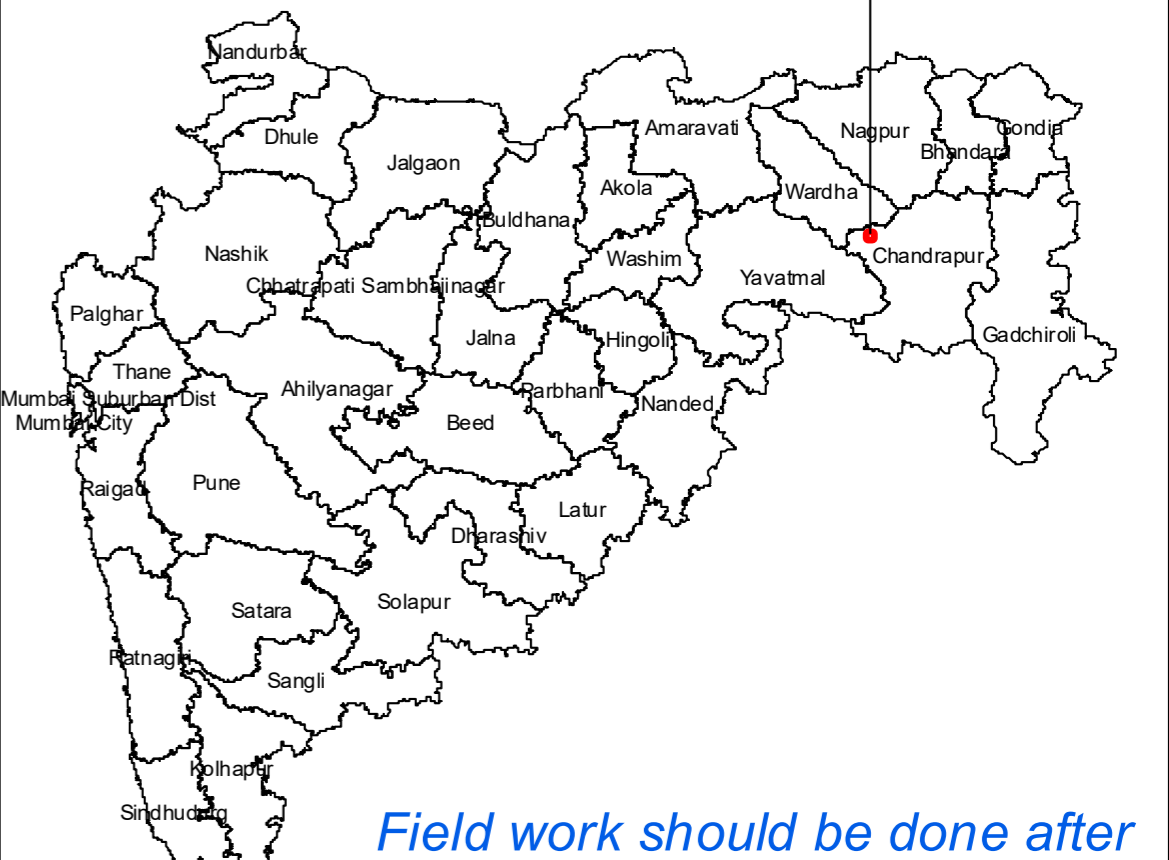 Nandurbar
Dhule
Jalgaon
Amaravati
Nagpur
Gondia
Bhandara
Akola
Wardha
Buldhana
Nashik
Washim
Chandrapur
Chhatrapati Sambhajinagar
Yavatmal
Palghar
Jalna
Hingoli
Gadchiroli
Thane
Ahilyanagar
Parbhani
Mumbai Suburban Dist
Nanded
Mumbai City
Beed
Raigad
Pune
Latur
Dharashiv
Satara
Solapur
Ratnagiri
Sangli
Kolhapur
Sindhudurg
Field work should be done after